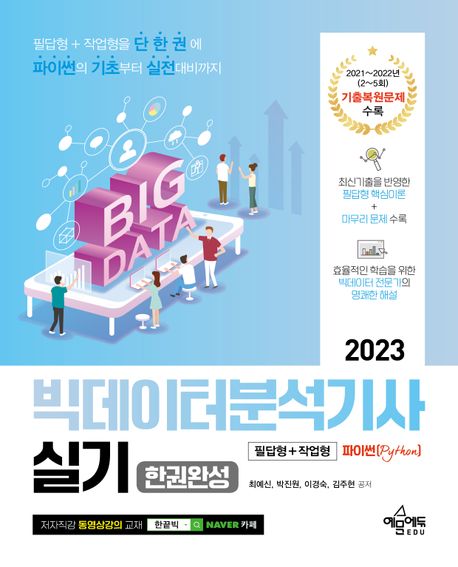 필답형 + 작업형을 단 한 권 에
파이썬의 기초부터 실전대비까지
2021~2022년
(2~5회)
기출복원문제
수록
최신기출을 반영한
필답형 핵심이론
+
마무리 문제 수록
효율적인 학습을 위한
빅데이터 전문가의
명쾌한 해설
BIG
DATA
2023
빅데이터분석기사
실기 한권완성
필답형+작업형 파이썬(Python)
최예신, 박진원, 이경숙, 김주현 공저
저자직강 동영상강의 교재 한끝빅 NAVER 카페
예문에듀
EDU